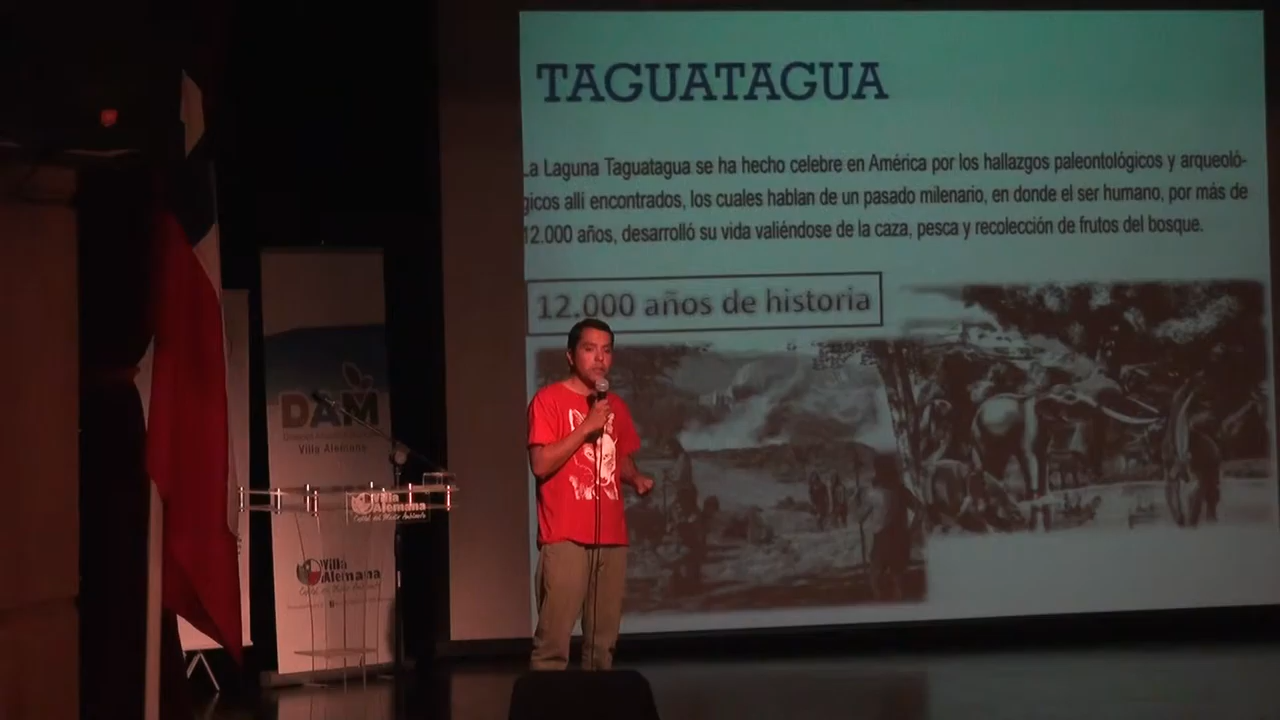 TAGUATAGUA
La Laguna Taguatagua se ha hecho celebre en América por los hallazgos paleontológicos y arqueoló-
gicos allí encontrados, los cuales hablan de un pasado milenario, en donde el ser humano, por más de
12.000 años, desarrolló su vida valiéndose de la caza, pesca y recolección de frutos del bosque.
12.000 años de historia
DAM
Villa Alemana
Villa
Alemana
Villa
Alemana